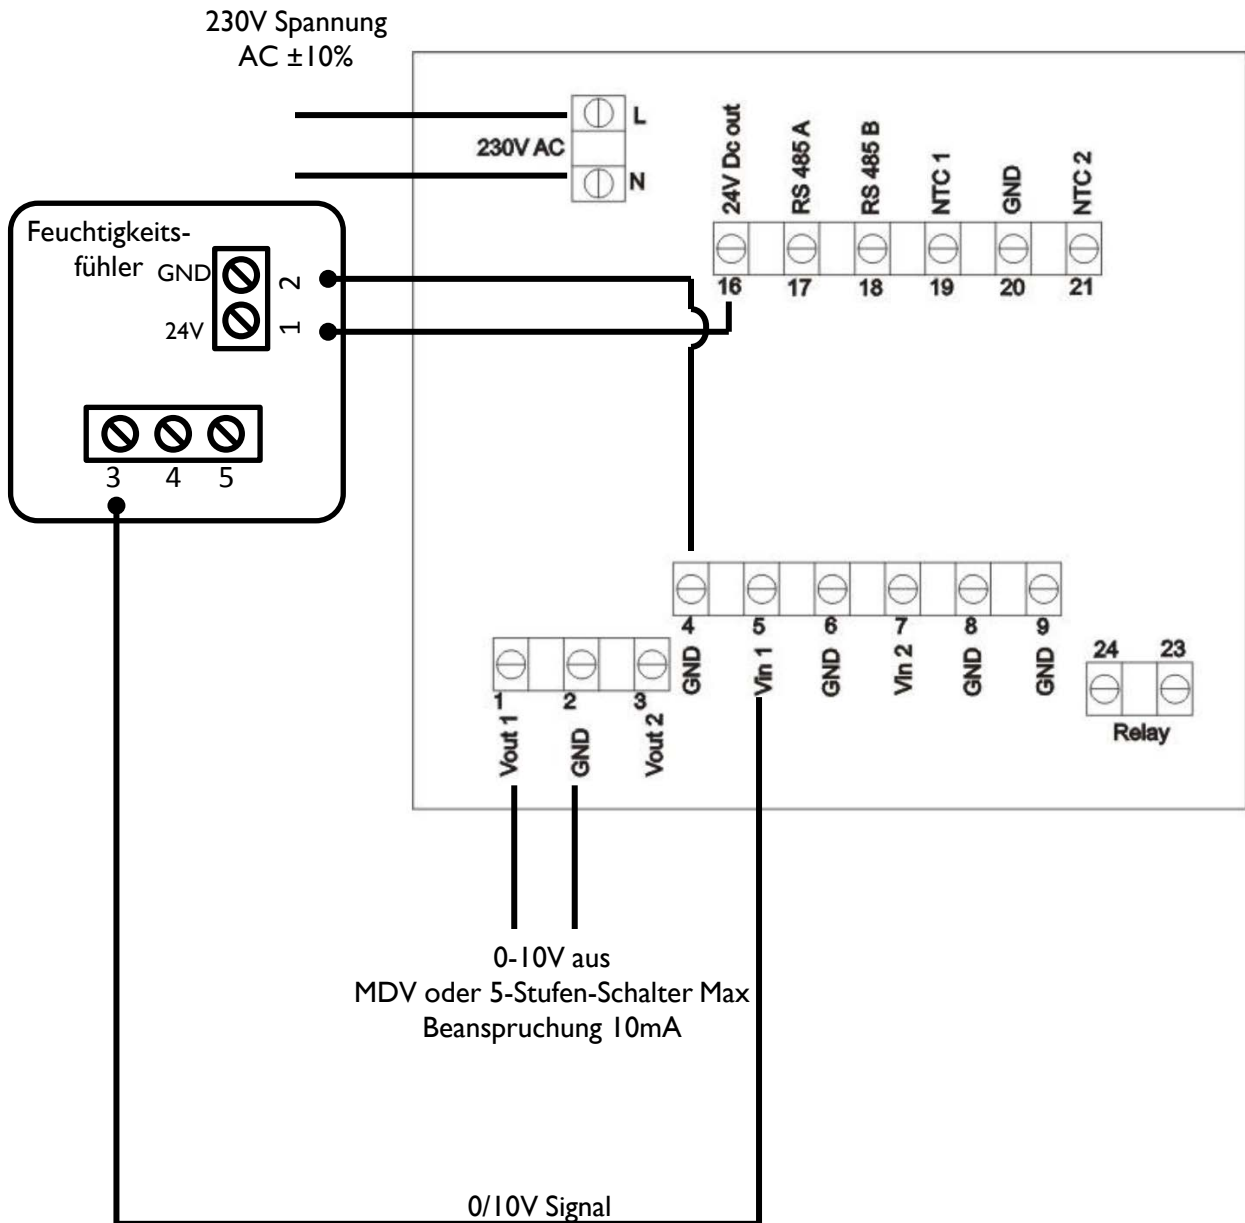 230V Spannung
AC ±10%
L
230V AC
N
24V Dc out
RS 485 A
RS 485 B
NTC 1
GND
NTC 2
16
17
18
19
20
21
Feuchtigkeits-
fühler
GND
2
24V
1
3
4
5
4
5
6
7
8
9
GND
Vin 1
GND
Vin 2
GND
GND
24
23
Relay
1
2
3
Vout 1
GND
Vout 2
0-10V aus
MDV oder 5-Stufen-Schalter Max
Beanspruchung 10mA
0/10V Signal